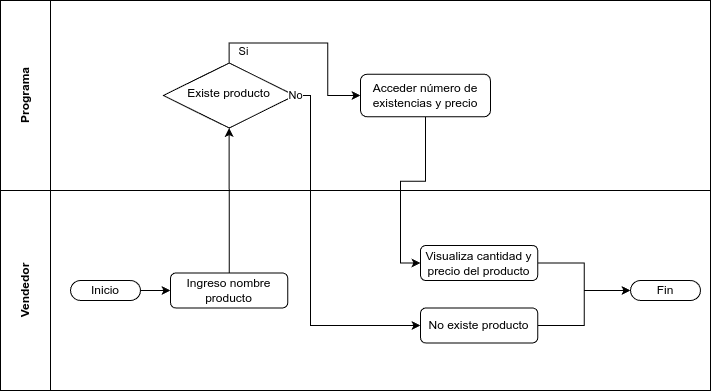 Programa
Si
Existe producto
No
Acceder número de
existencias y precio
Vendedor
Inicio
Ingreso nombre
producto
Visualiza cantidad y
precio del producto
No existe producto
Fin